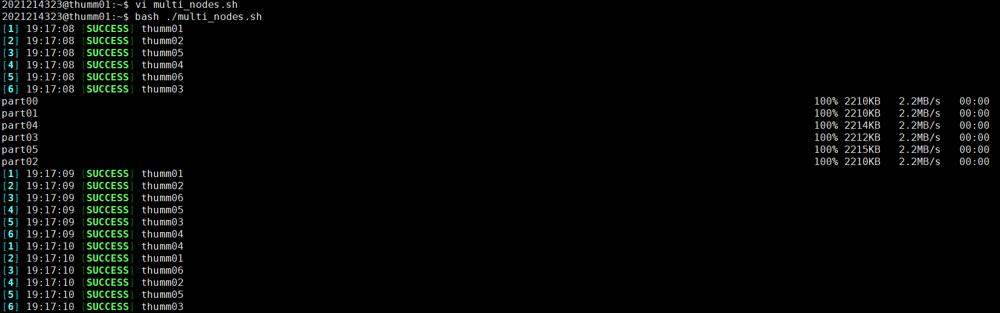 2021214323@thumm01:~$ vi multi_nodes.sh
2021214323@thumm01:~$ bash ./multi_nodes.sh
[1] 19:17:08 [SUCCESS] thumm01
[2] 19:17:08 [SUCCESS] thumm02
[3] 19:17:08 [SUCCESS] thumm05
[4] 19:17:08 [SUCCESS] thumm04
[5] 19:17:08 [SUCCESS] thumm06
[6] 19:17:08 [SUCCESS] thumm03
part00 100% 2210KB 2.2MB/s 00:00
part01 100% 2210KB 2.2MB/s 00:00
part04 100% 2214KB 2.2MB/s 00:00
part03 100% 2212KB 2.2MB/s 00:00
part05 100% 2215KB 2.2MB/s 00:00
part02 100% 2210KB 2.2MB/s 00:00
[1] 19:17:09 [SUCCESS] thumm01
[2] 19:17:09 [SUCCESS] thumm02
[3] 19:17:09 [SUCCESS] thumm06
[4] 19:17:09 [SUCCESS] thumm05
[5] 19:17:09 [SUCCESS] thumm03
[6] 19:17:09 [SUCCESS] thumm04
[1] 19:17:10 [SUCCESS] thumm04
[2] 19:17:10 [SUCCESS] thumm01
[3] 19:17:10 [SUCCESS] thumm06
[4] 19:17:10 [SUCCESS] thumm02
[5] 19:17:10 [SUCCESS] thumm05
[6] 19:17:10 [SUCCESS] thumm03